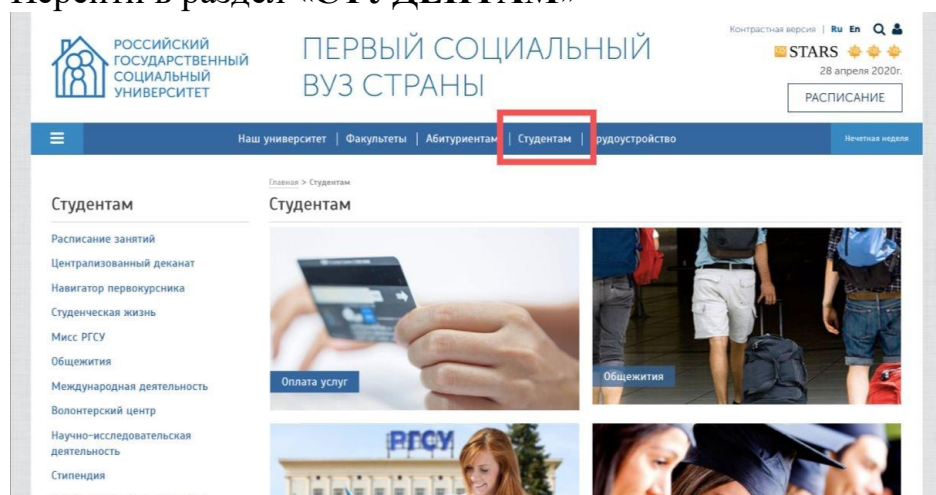 Перейти в раздел «СТУДЕНТАМ»
РОССИЙСКИЙ
ГОСУДАРСТВЕННЫЙ
СОЦИАЛЬНЫЙ
УНИВЕРСИТЕТ
ПЕРВЫЙ СОЦИАЛЬНЫЙ
ВУЗ СТРАНЫ
Контрастная версия | Ru En
STARS
28 апреля 2020г.
РАСПИСАНИЕ
Наш университет | Факультеты | Абитуриентам | Студентам | рудоустройство
Нечетная неделя
Главная > Студентам
Студентам
Студентам
Расписание занятий
Централизованный деканат
Навигатор первокурсника
Студенческая жизнь
Мисс РГСУ
Общежития
Международная деятельность
Волонтерский центр
Научно-исследовательская
деятельность
Стипендия
Оплата услуг
Общежития
РГСУ